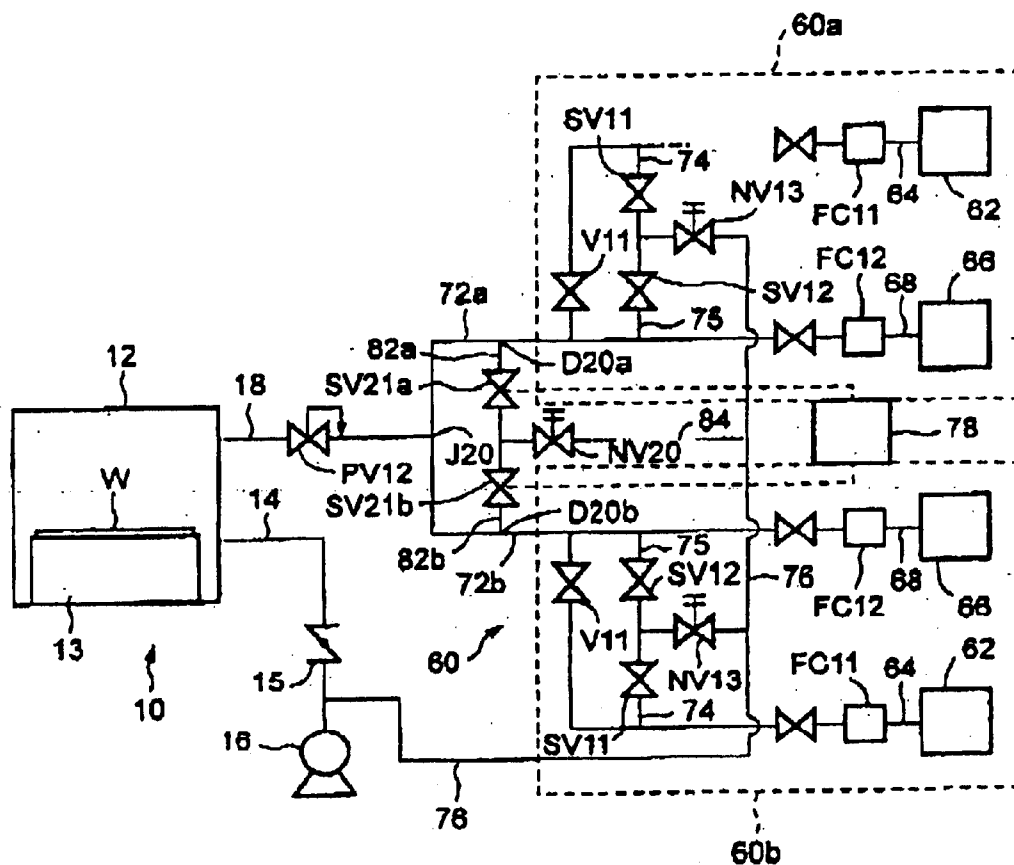 60a
SV11
74
NV13
FC11
64
62
V11
FC12
66
72a
SV12
68
75
82a
D20a
12
SV21a
18
84
J20
NV20
78
PV12
W
SV21b
14
D20b
82b
72b
75
SV12
76
68
V11
FC12
66
60
NV13
FC11
62
13
15
64
10
74
16
SV11
76
60b